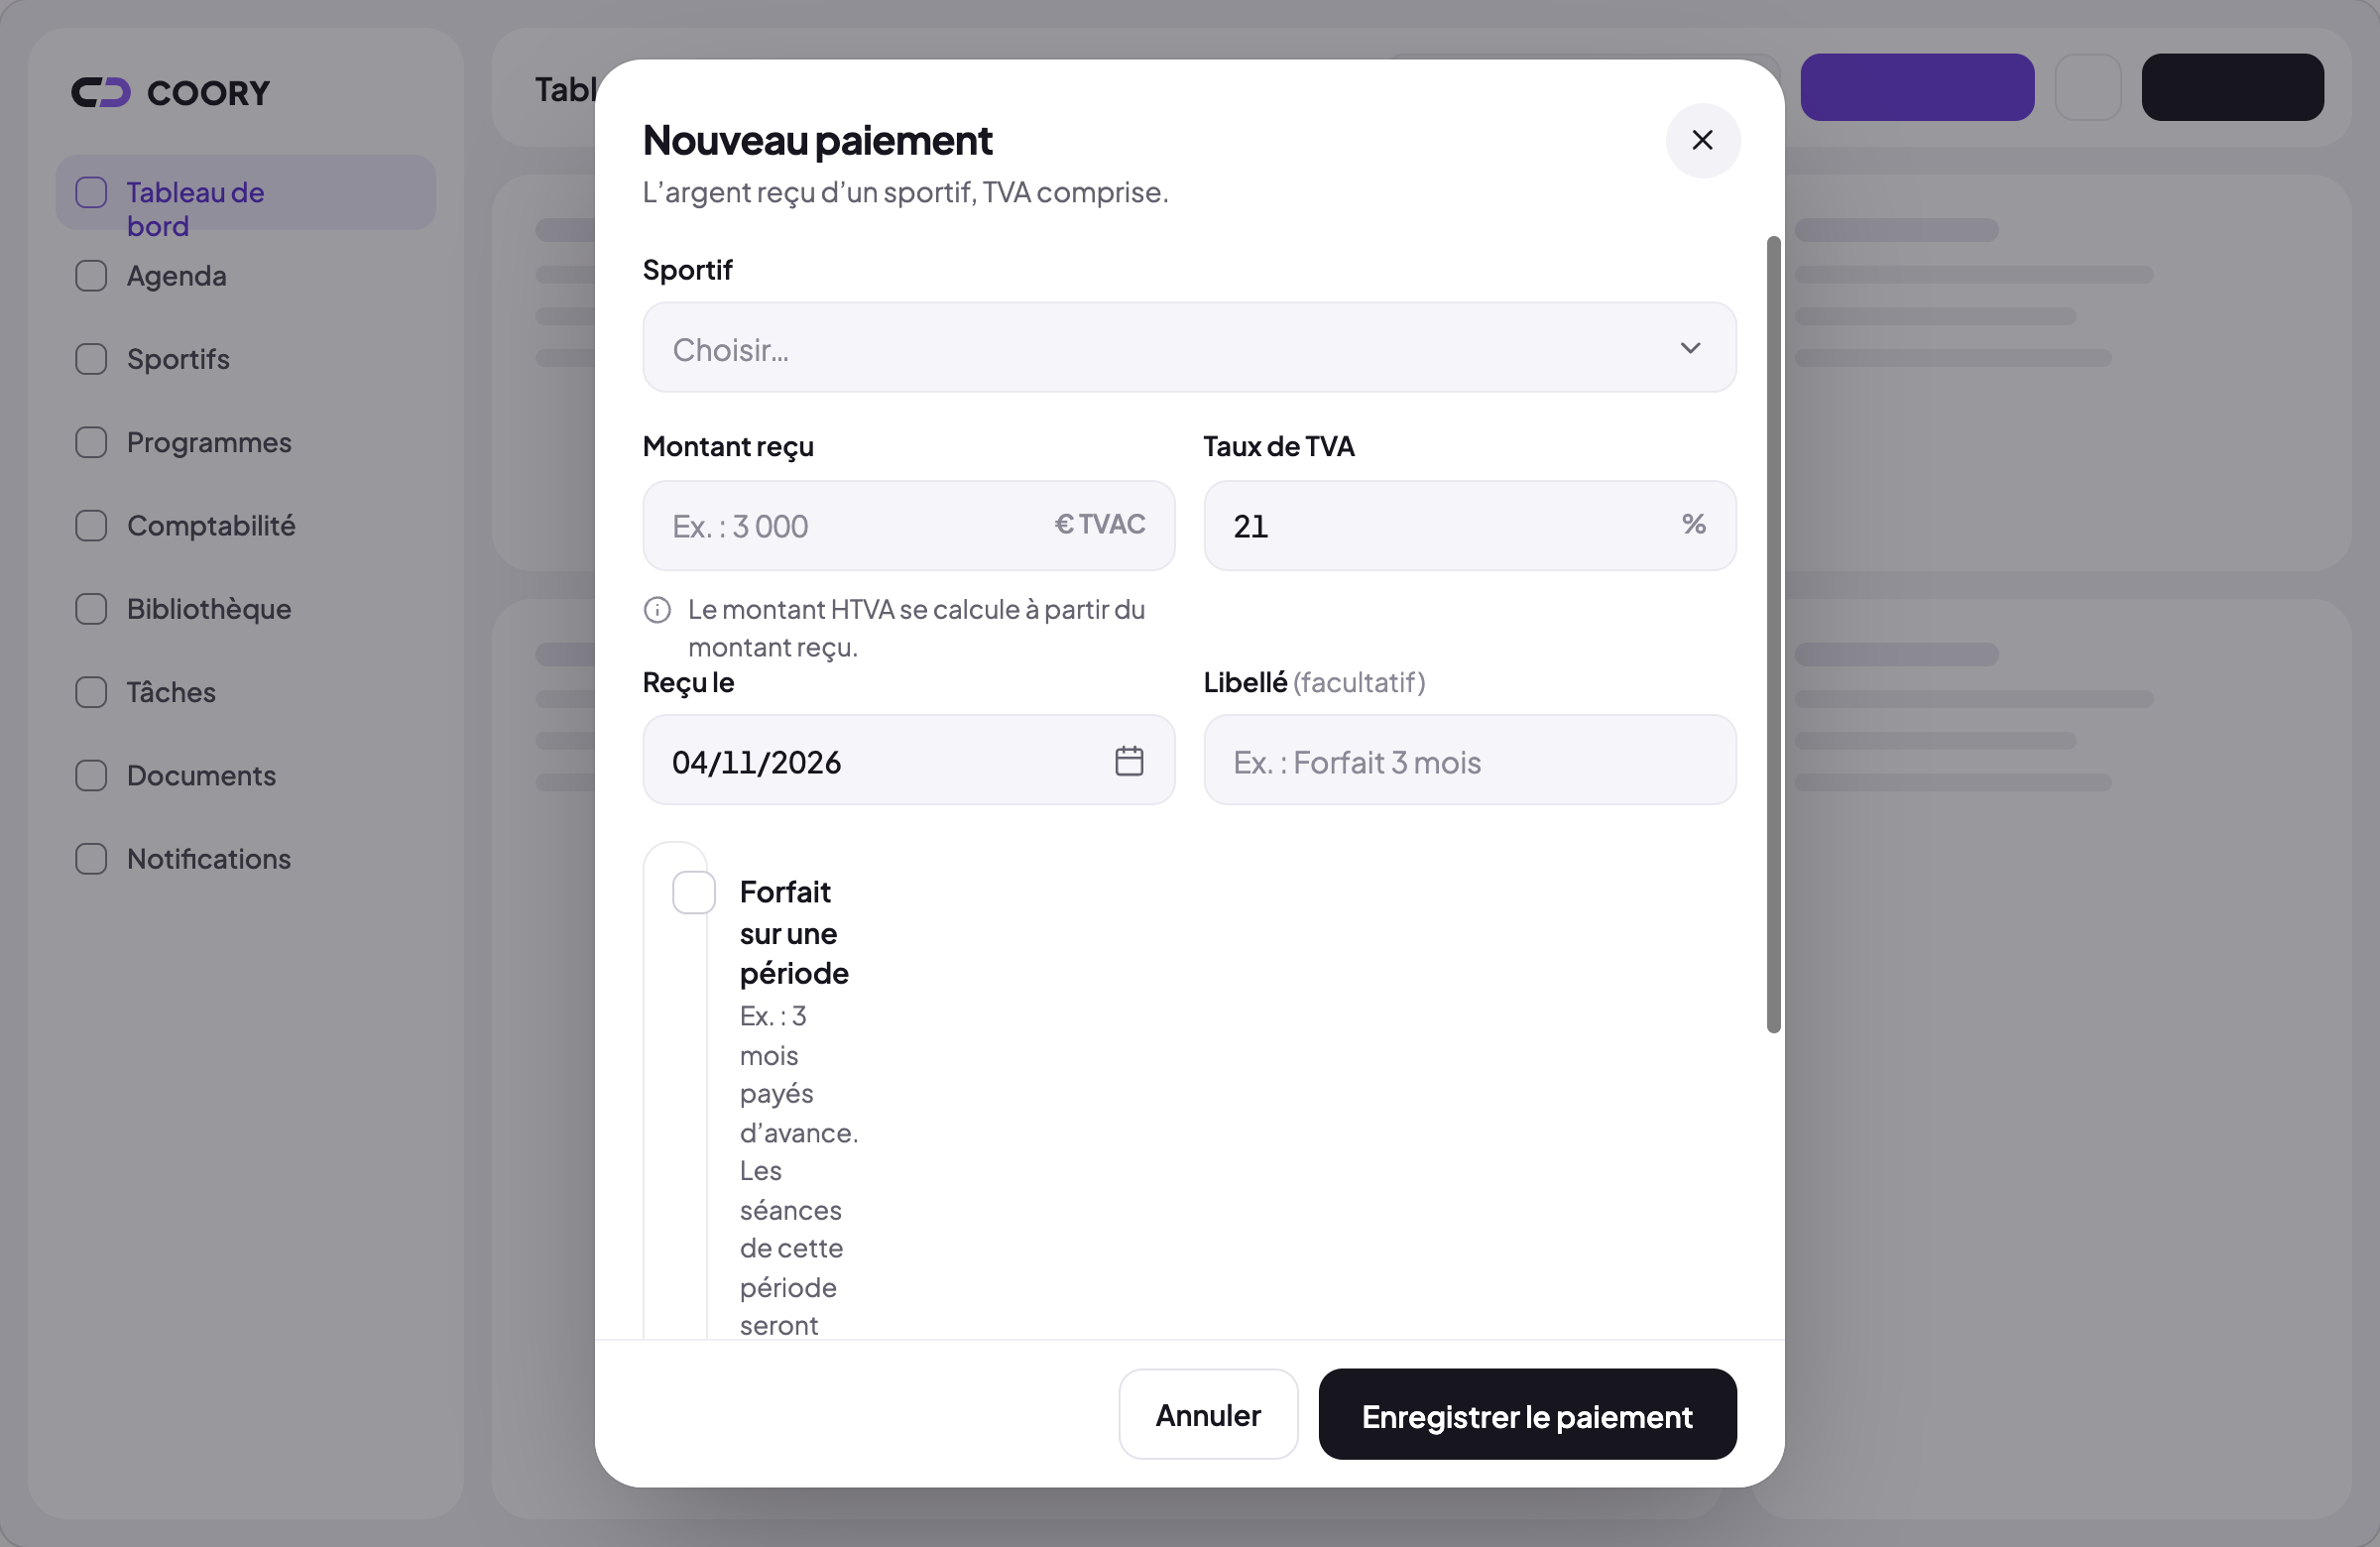 COORY
Tabl
Tableau de
bord
Agenda
Sportifs
Programmes
Comptabilité
Bibliothèque
Tâches
Documents
Notifications
Nouveau paiement
L’argent reçu d’un sportif, TVA comprise.
Sportif
Choisir...
Montant reçu
Taux de TVA
Ex. : 3 000 € TVAC
21 %
Le montant HTVA se calcule à partir du
montant reçu.
Reçu le
Libellé (facultatif)
04/11/2026
Ex. : Forfait 3 mois
Forfait
sur une
période
Ex. : 3
mois
payés
d’avance.
Les
séances
de cette
période
seront
Annuler
Enregistrer le paiement